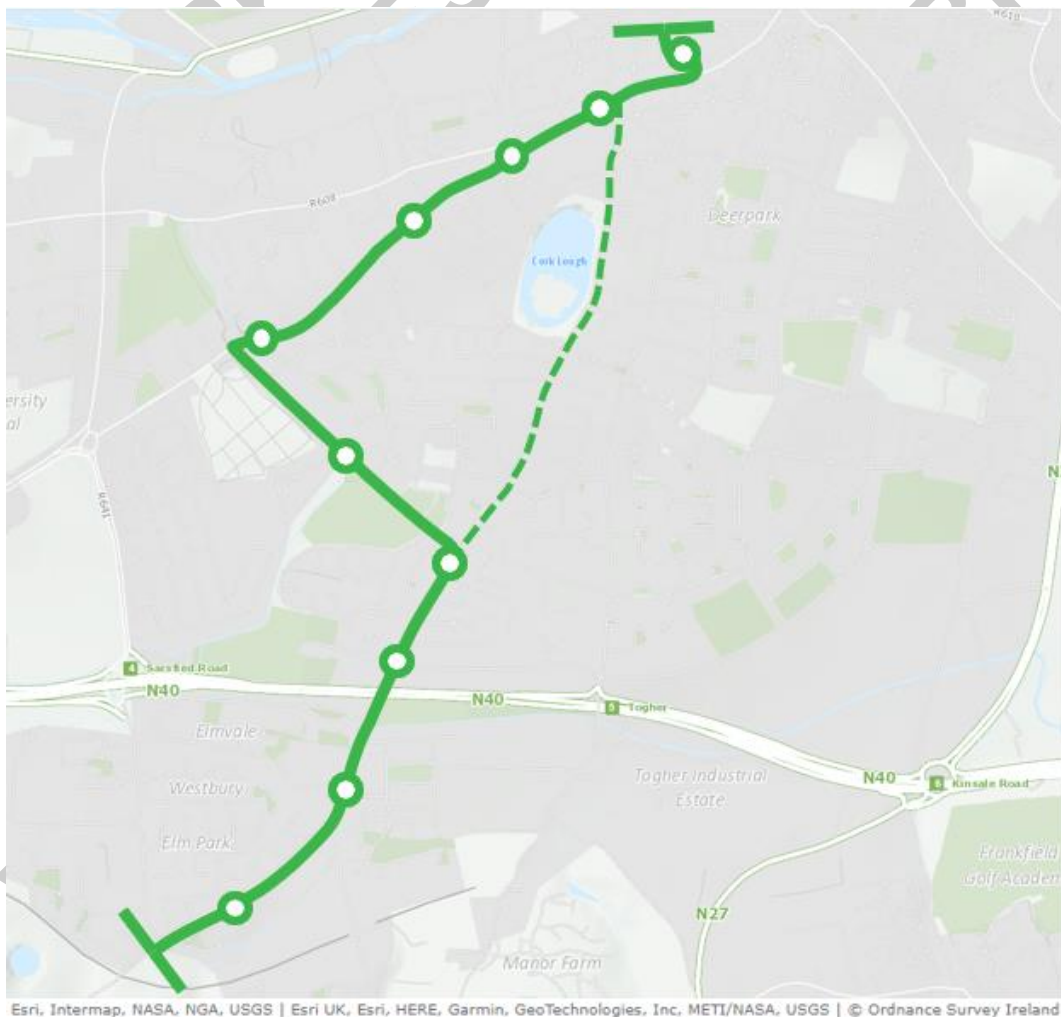 R618
R608
Deerpark
Cork Lough
ersity
al
R641
N
4 Sarsfield Road
N40
N40
5 Togher
Elmvale
Westbury
Togher Industrial
Estate
N40
6 Kinsale Road
Elm Park
Frankfield
Golf Academ
N27
Manor Farm
Esri, Intermap, NASA, NGA, USGS | Esri UK, Esri, HERE, Garmin, GeoTechnologies, Inc, METI/NASA, USGS | © Ordnance Survey Ireland